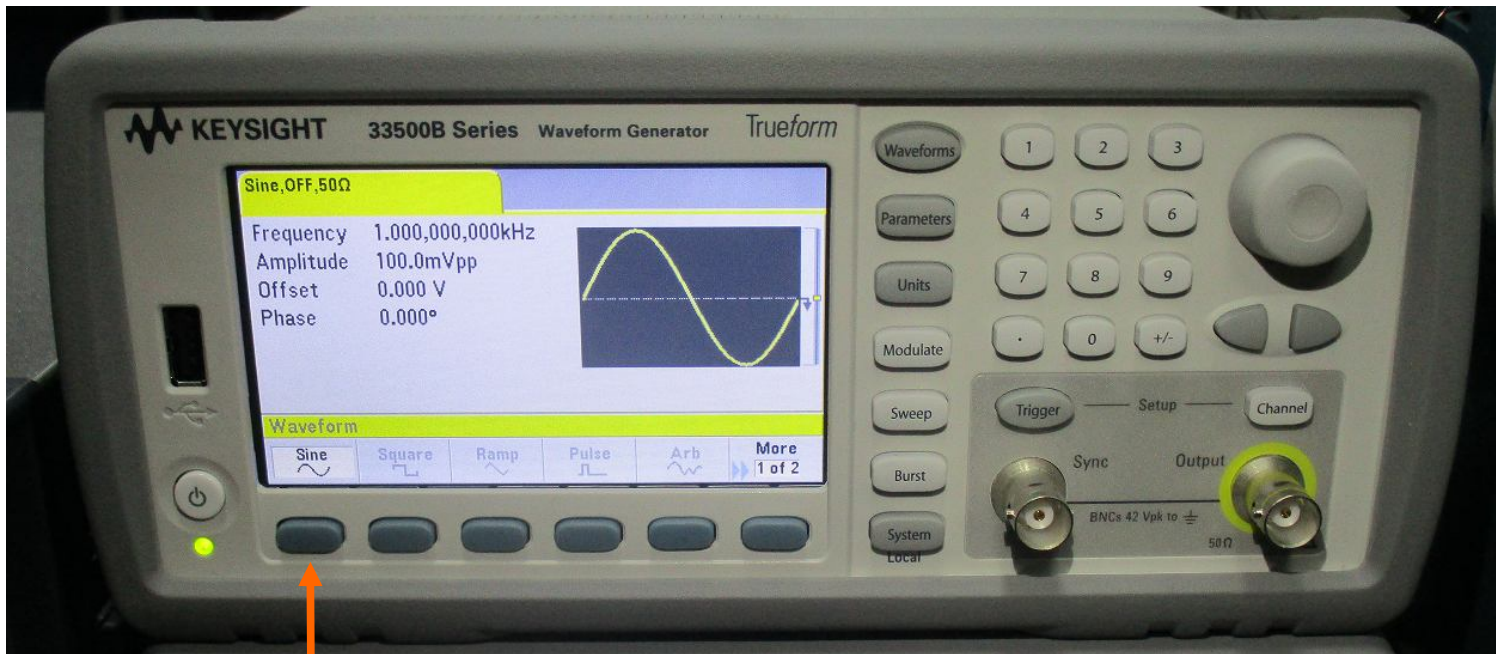 KEYSIGHT 33500B Series Waveform Generator Trueform
Sine,OFF,50Ω
Frequency 1.000,000,000kHz
Amplitude 100.0mVpp
Offset 0.000 V
Phase 0.000°
Waveform
Sine Square Ramp Pulse Arb More
1 of 2
Waveforms
Parameters
Units
Modulate
Sweep
Burst
System
Local
1 2 3
4 5 6
7 8 9
. 0 +/-
Trigger Setup Channel
Sync Output
BNCs 42 Vpk to ⏚
50 Ω